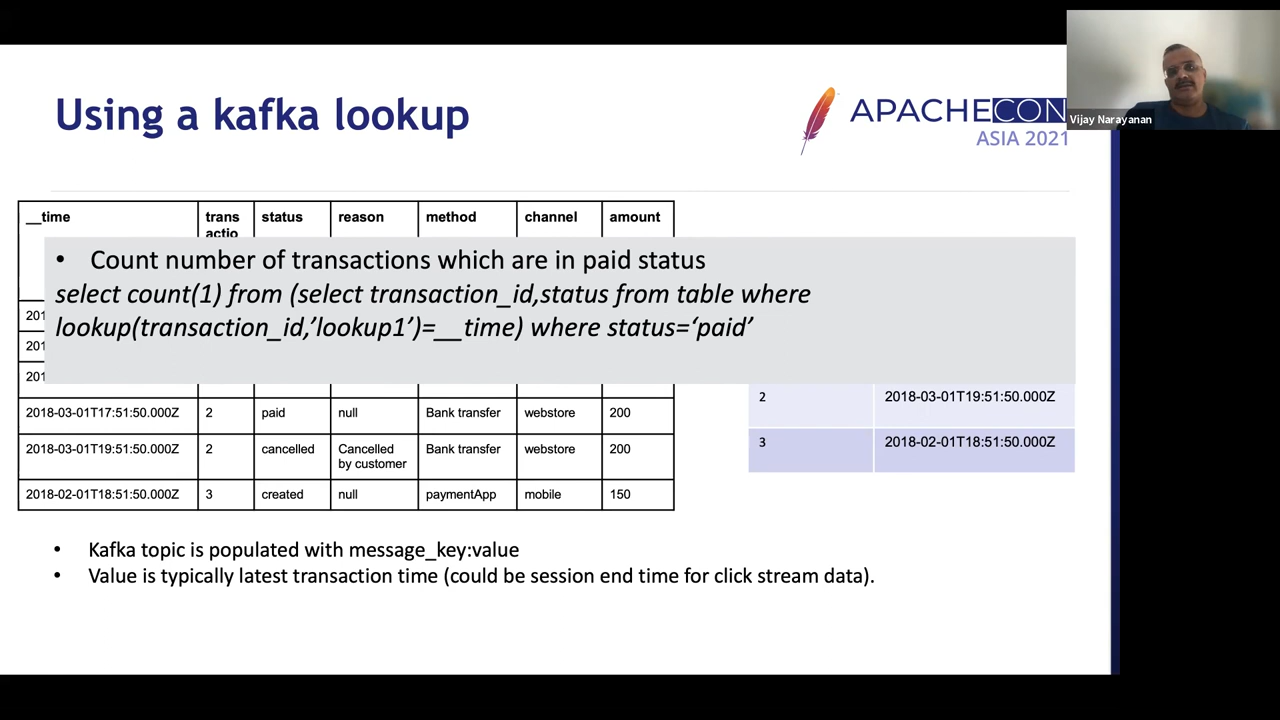 Using a kafka lookup
APACHECON
ASIA 2021
Vijay Narayanan
__time
trans
actio
status
reason
method
channel
amount
• Count number of transactions which are in paid status
select count(1) from (select transaction_id,status from table where
lookup(transaction_id,’lookup1’)=__time) where status=‘paid’
201
201
201
2018-03-01T17:51:50.000Z 2 paid null Bank transfer webstore 200
2018-03-01T19:51:50.000Z 2 cancelled Cancelled by customer Bank transfer webstore 200
2018-02-01T18:51:50.000Z 3 created null paymentApp mobile 150
2 2018-03-01T19:51:50.000Z
3 2018-02-01T18:51:50.000Z
• Kafka topic is populated with message_key:value
• Value is typically latest transaction time (could be session end time for click stream data).